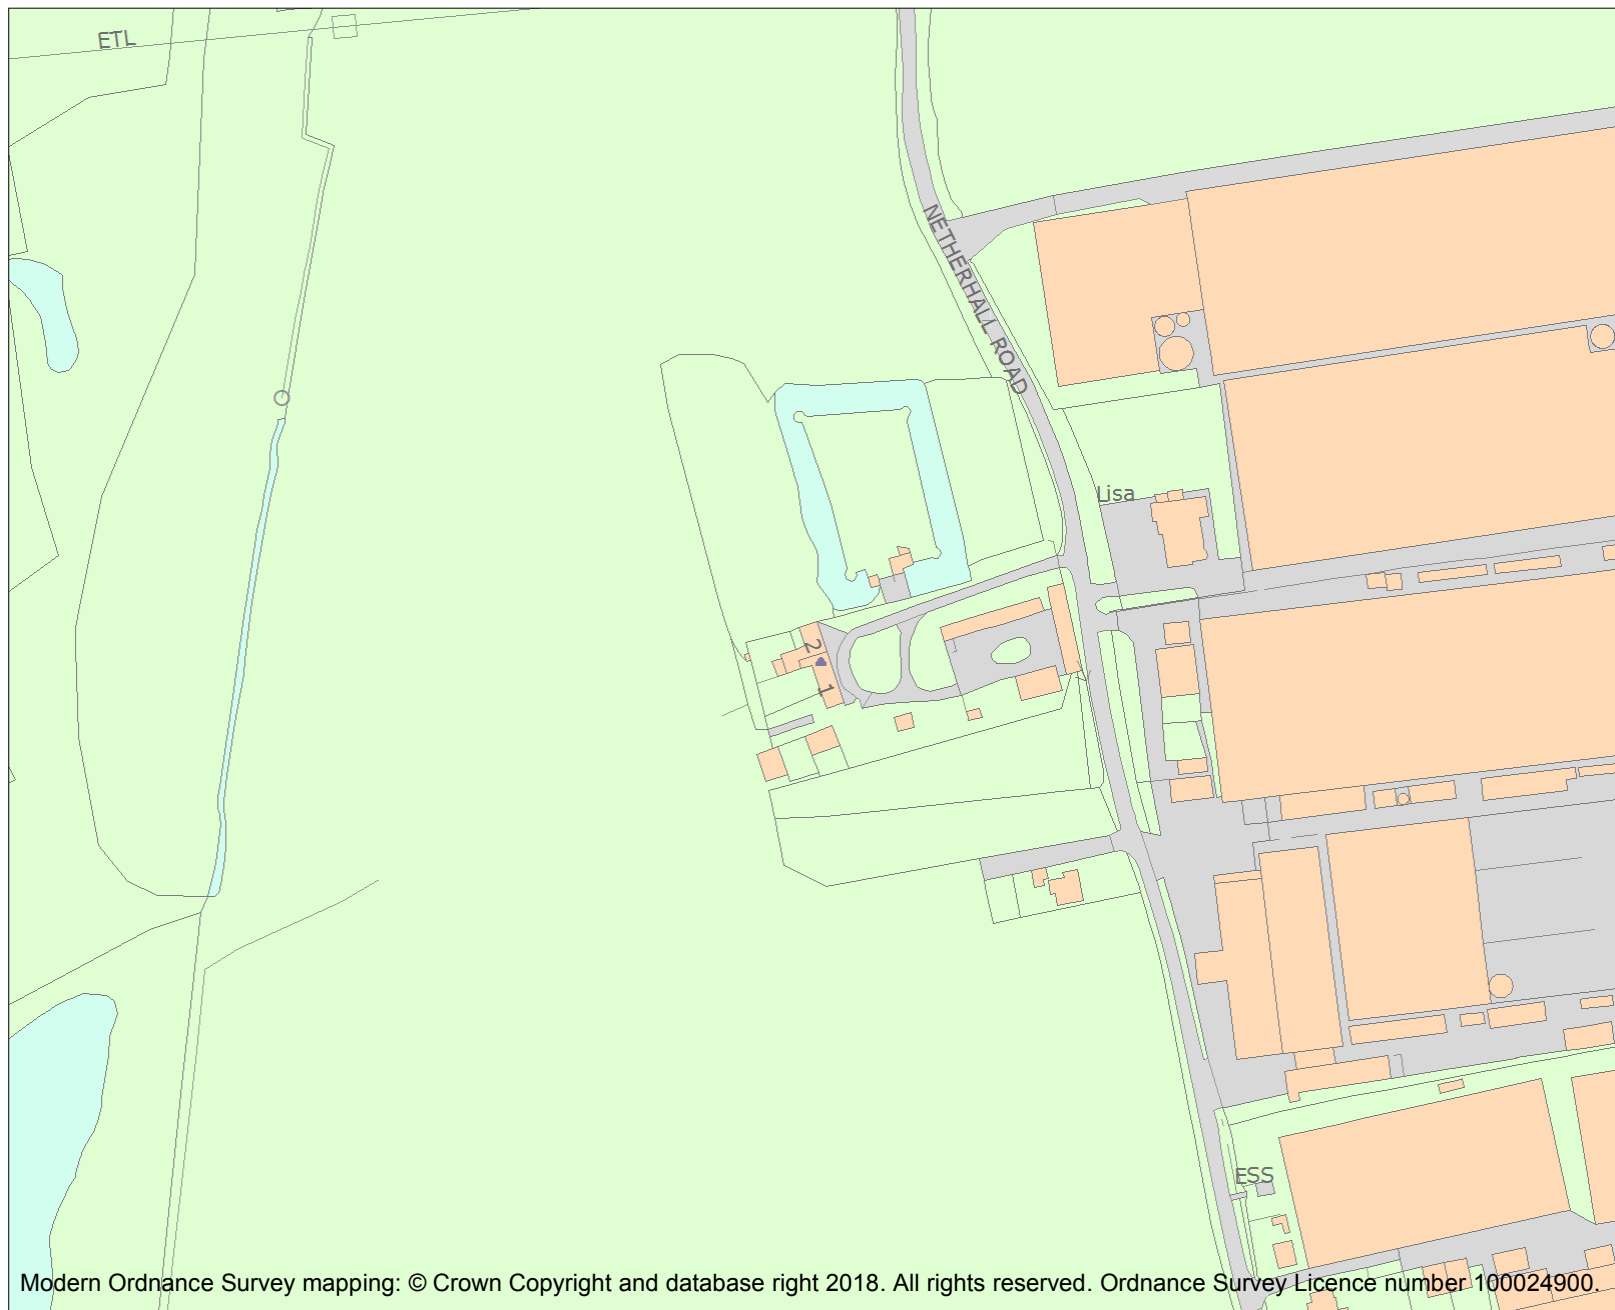 ETL
NETHERHALL ROAD
Lisa
2
1
ESS
Modern Ordnance Survey mapping: © Crown Copyright and database right 2018. All rights reserved. Ordnance Survey Licence number 100024900.